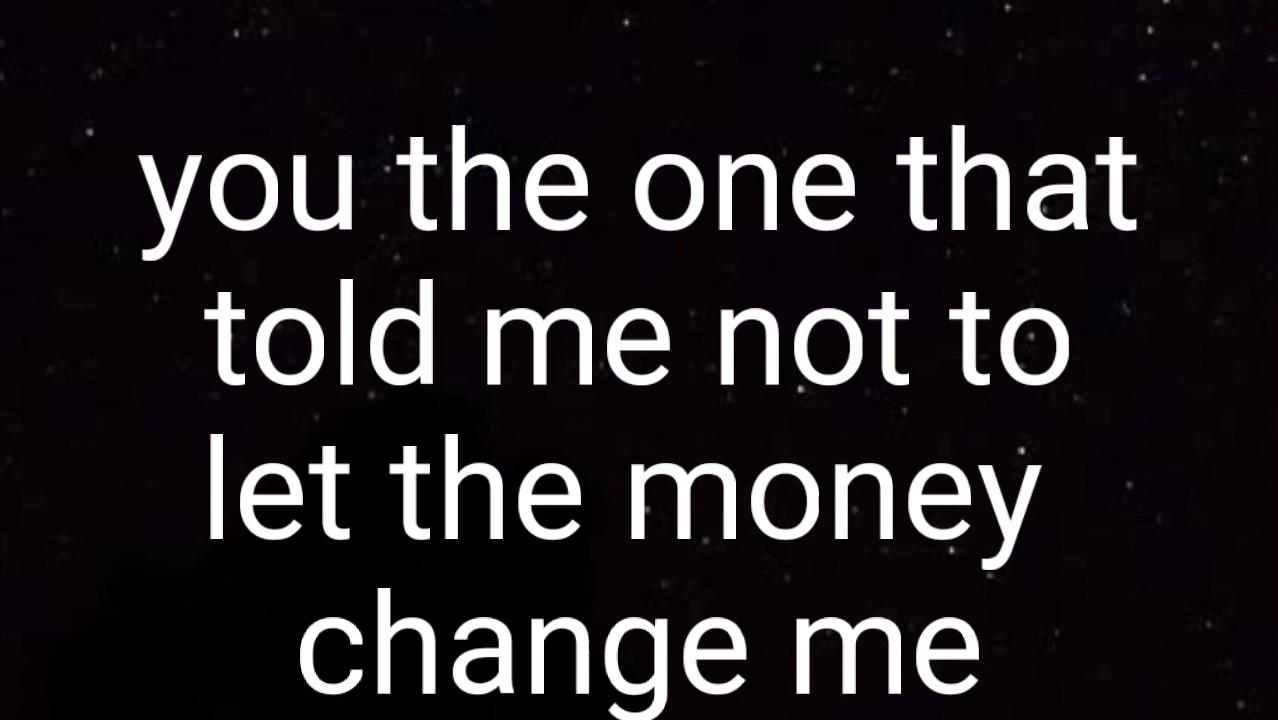 you the one that
told me not to
let the money
change me